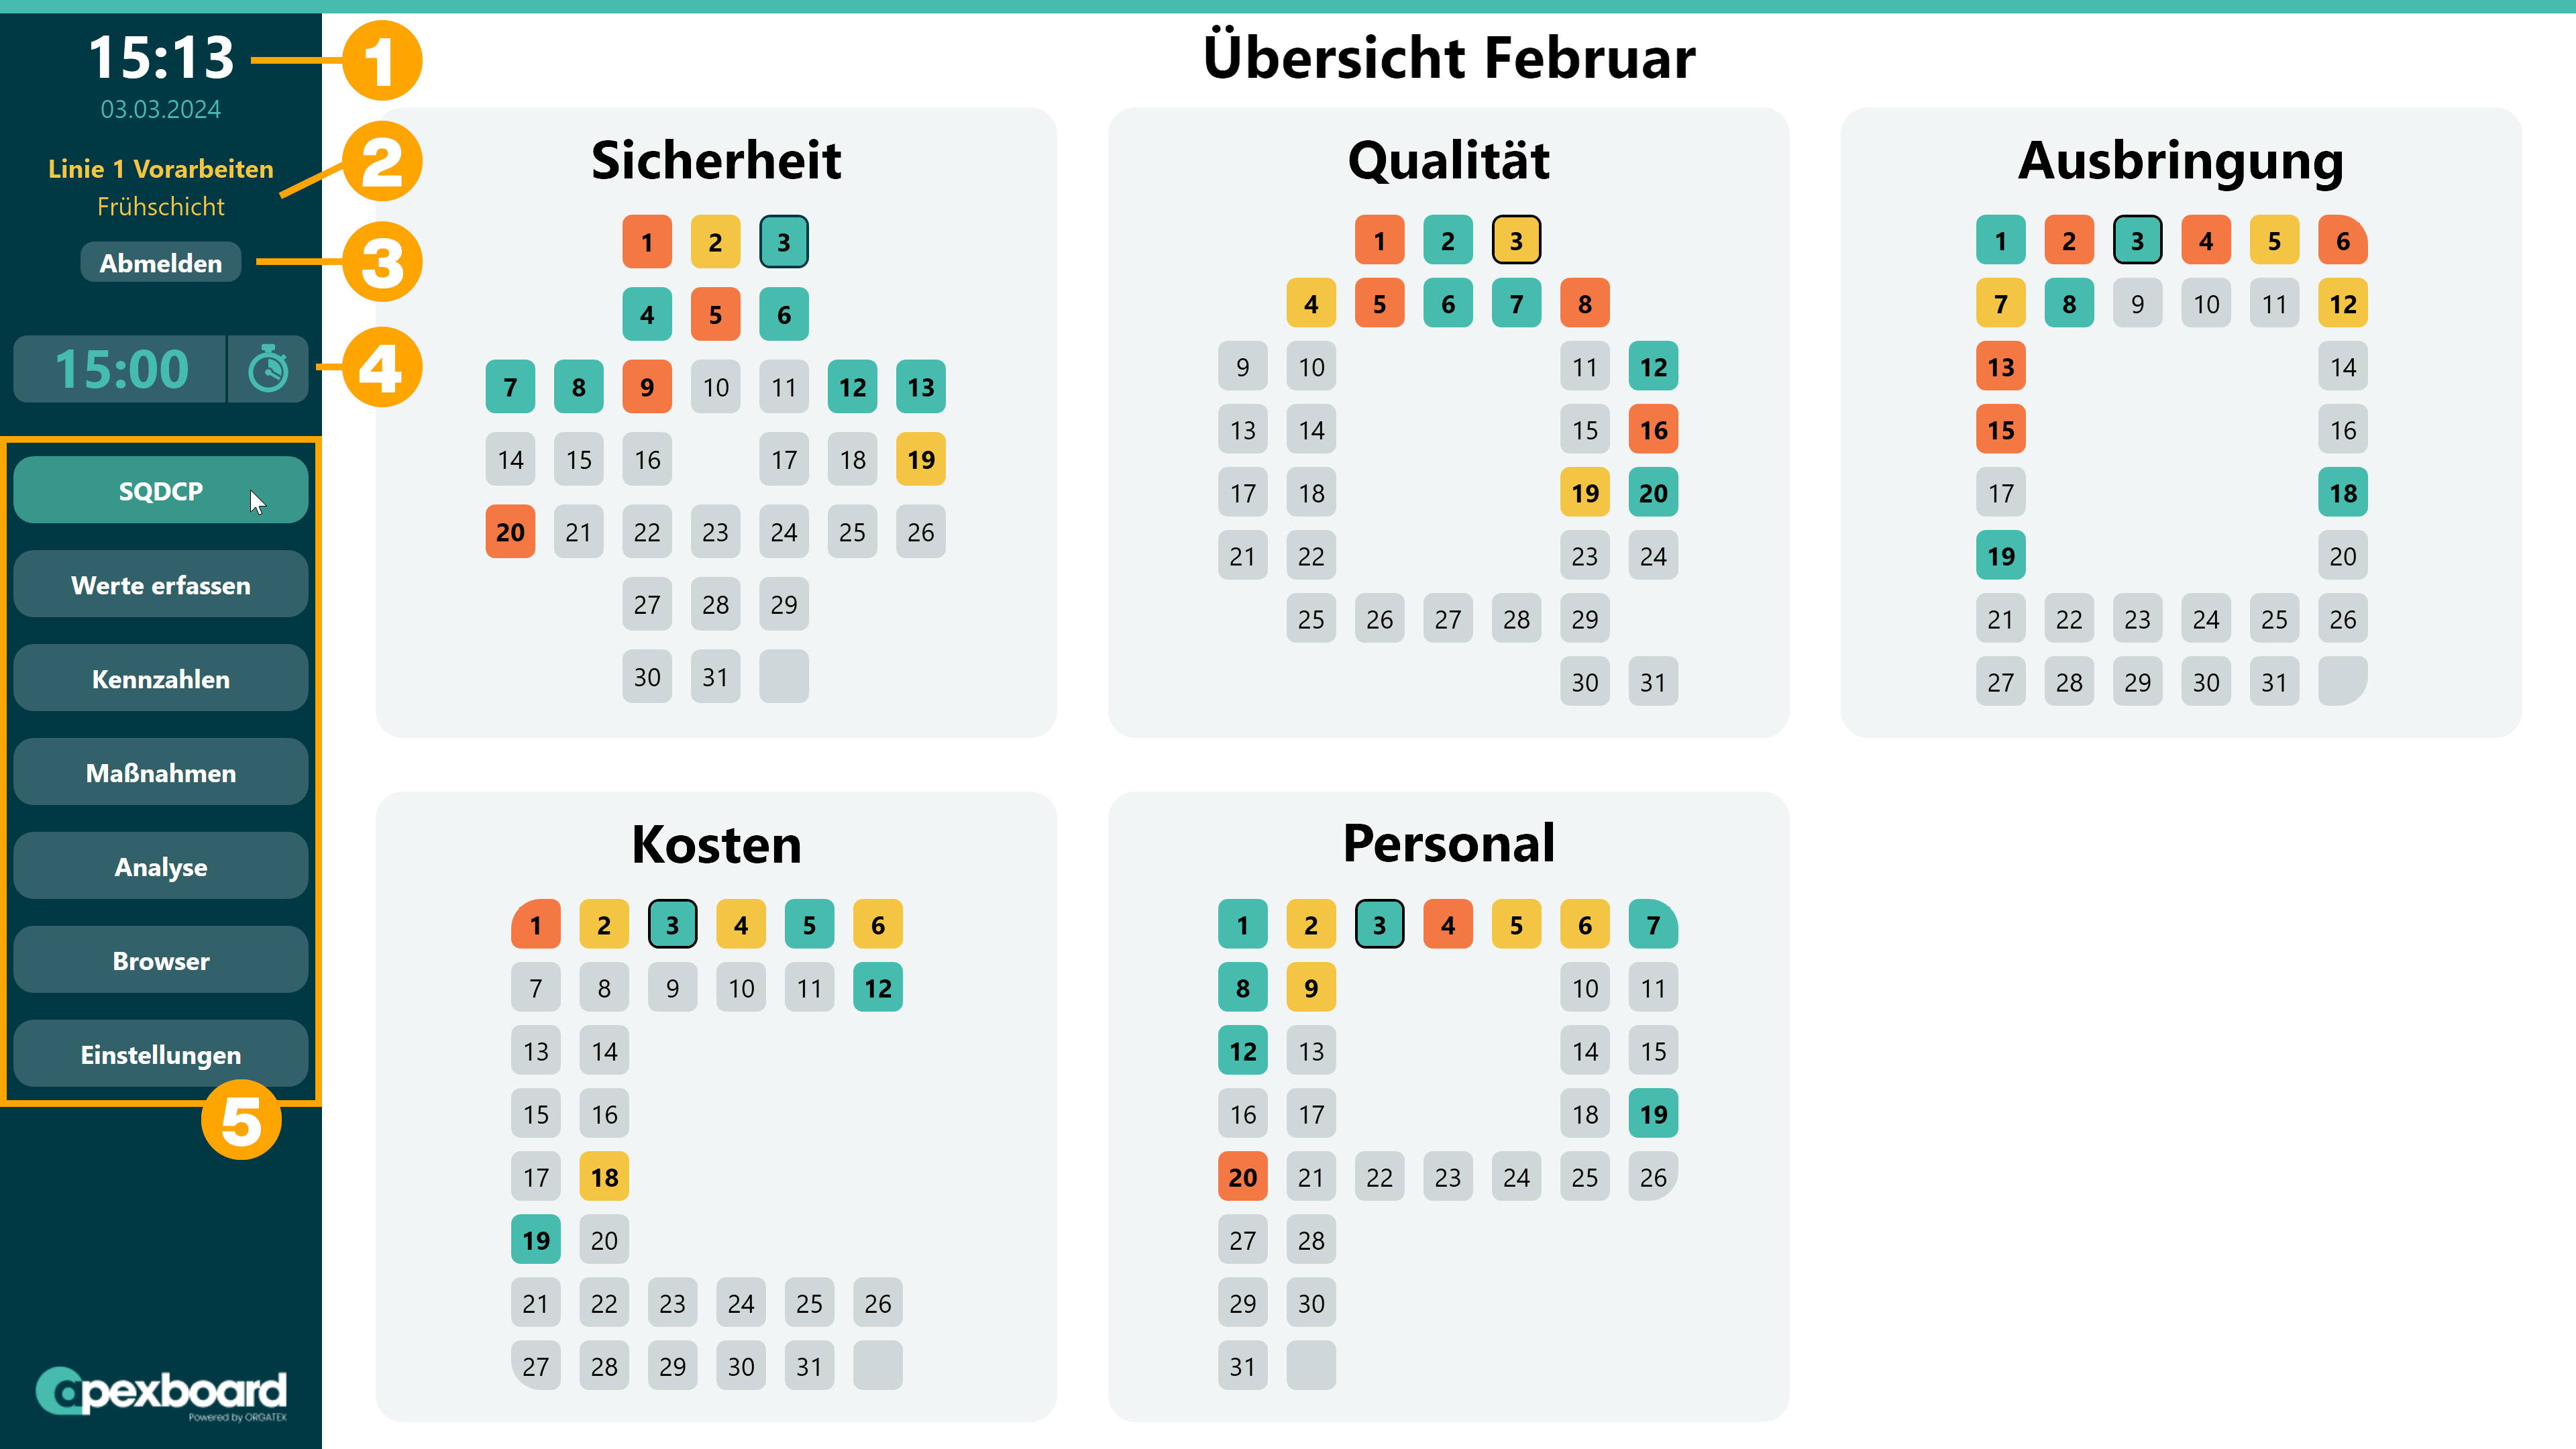 15:13
03.03.2024
Linie 1 Vorarbeiten
Frühschicht
Abmelden
15:00
1
2
3
4
SQDCP
Werte erfassen
Kennzahlen
Maßnahmen
Analyse
Browser
Einstellungen
5
apexboard
Powered by ORGATEX
Übersicht Februar
Sicherheit
1 2 3
4 5 6
7 8 9 10 11 12 13
14 15 16 17 18 19
20 21 22 23 24 25 26
27 28 29
30 31
Qualität
1 2 3
4 5 6 7 8
9 10 11 12
13 14 15 16
17 18 19 20
21 22 23 24
25 26 27 28 29
30 31
Ausbringung
1 2 3 4 5 6
7 8 9 10 11 12
13 14
15 16
17 18
19 20
21 22 23 24 25 26
27 28 29 30 31
Kosten
1 2 3 4 5 6
7 8 9 10 11 12
13 14
15 16
17 18
19 20
21 22 23 24 25 26
27 28 29 30 31
Personal
1 2 3 4 5 6 7
8 9 10 11
12 13 14 15
16 17 18 19
20 21 22 23 24 25 26
27 28
29 30
31